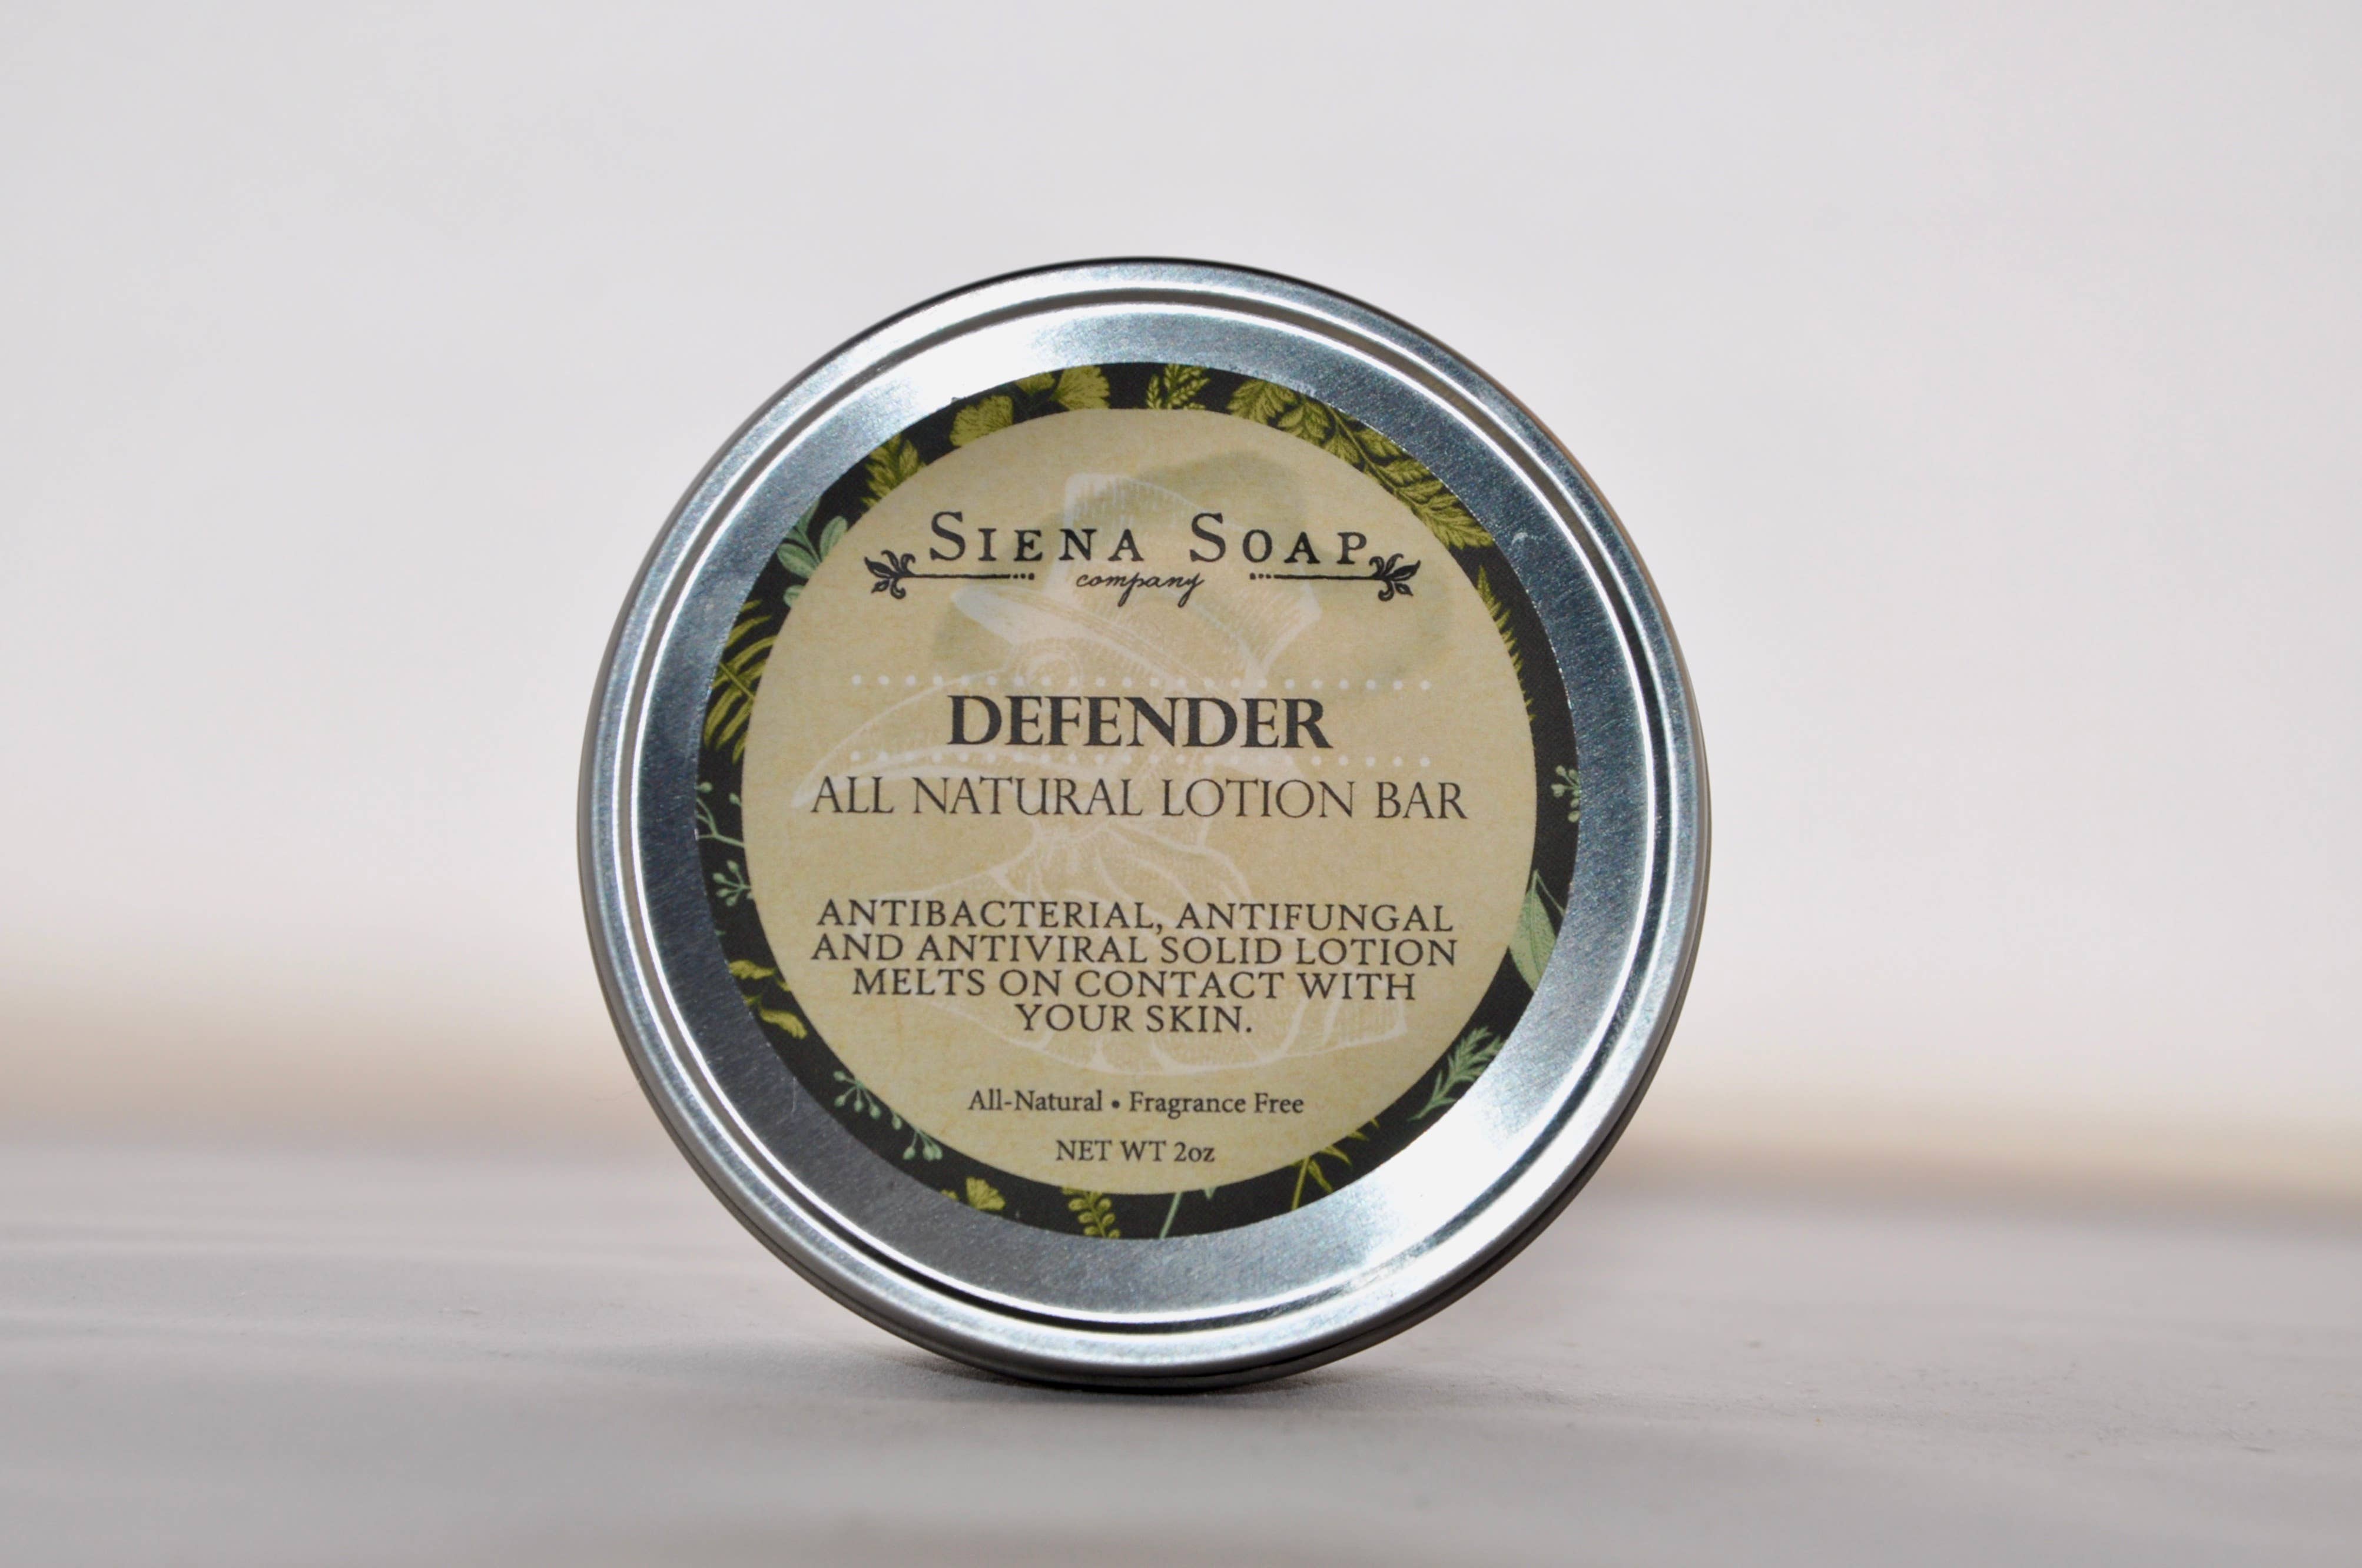 SIENA SOAP
company
DEFENDER
ALL NATURAL LOTION BAR
ANTIBACTERIAL, ANTIFUNGAL
AND ANTIVIRAL SOLID LOTION
MELTS ON CONTACT WITH
YOUR SKIN.
All-Natural • Fragrance Free
NET WT 2oz